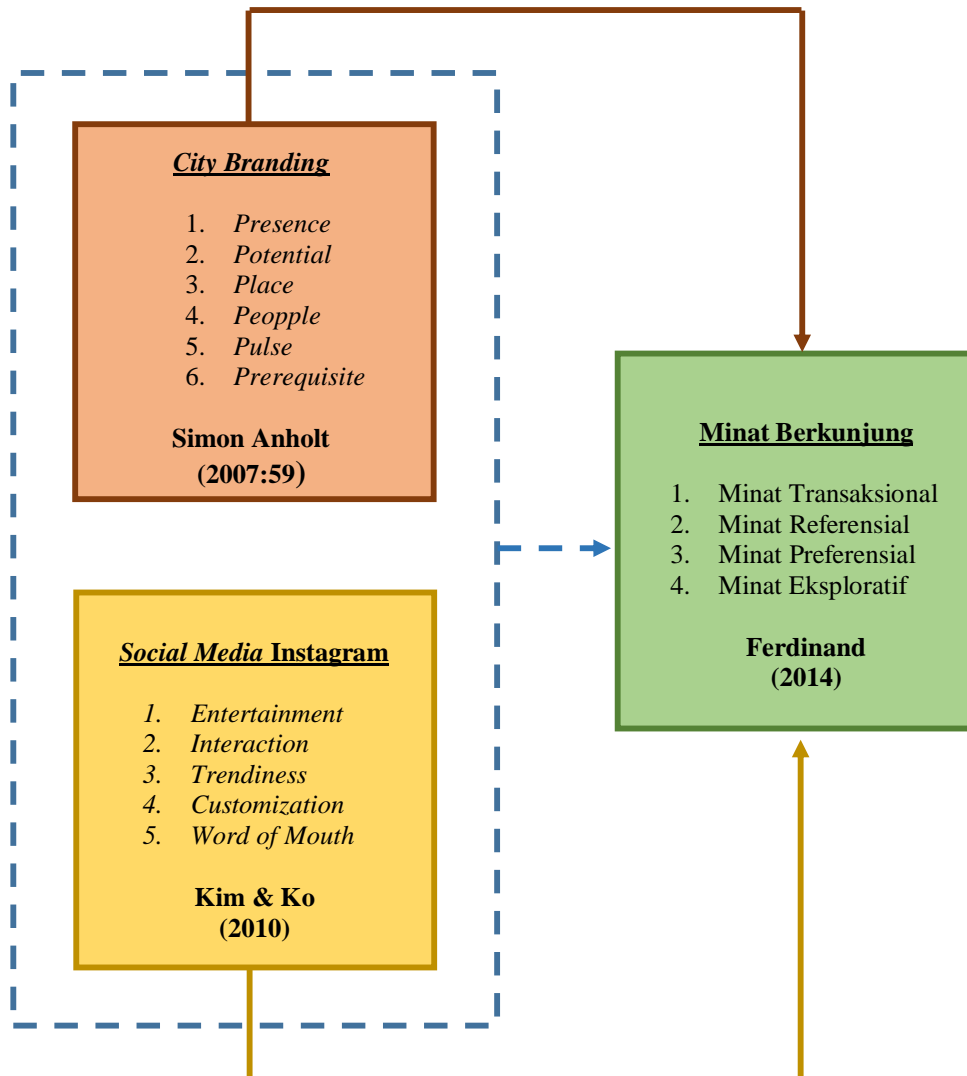 City Branding
1. Presence
2. Potential
3. Place
4. Peopple
5. Pulse
6. Prerequisite
Simon Anholt
(2007:59)
Social Media Instagram
1. Entertainment
2. Interaction
3. Trendiness
4. Customization
5. Word of Mouth
Kim & Ko
(2010)
Minat Berkunjung
1. Minat Transaksional
2. Minat Referensial
3. Minat Preferensial
4. Minat Eksploratif
Ferdinand
(2014)